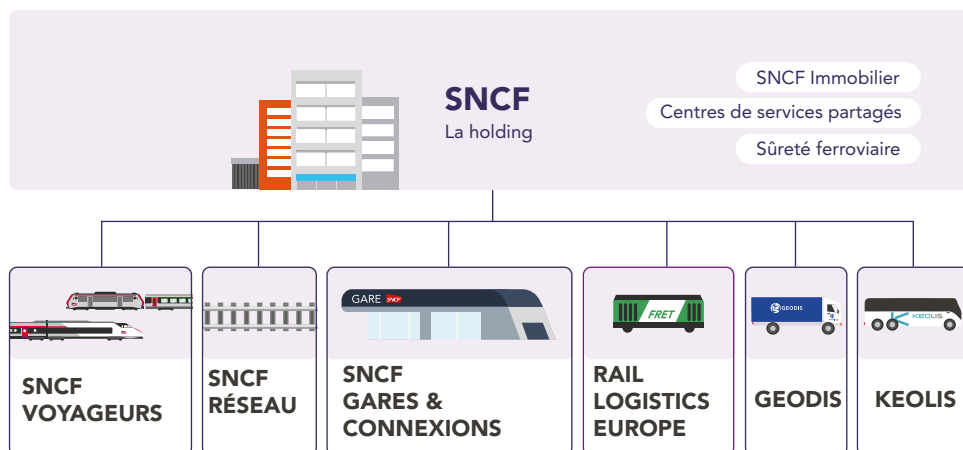 SNCF
La holding
SNCF Immobilier
Centres de services partagés
Sûreté ferroviaire
GARE SNCF
FRET
GEODIS
KEOLIS
SNCF
VOYAGEURS
SNCF
RÉSEAU
SNCF
GARES &
CONNEXIONS
RAIL
LOGISTICS
EUROPE
GEODIS
KEOLIS